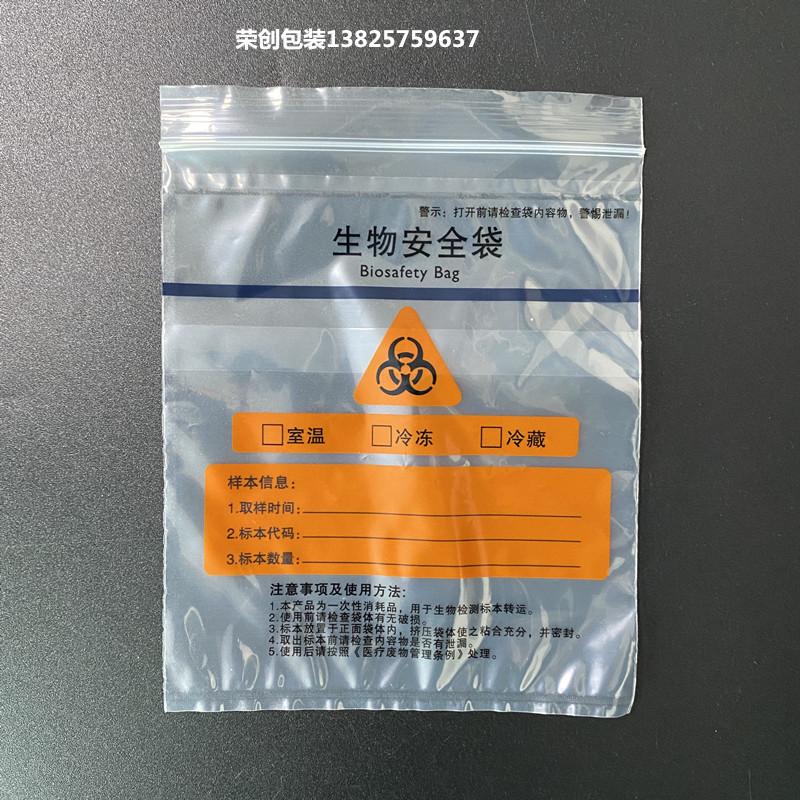 荣创包装13825759637
警示：打开前请检查袋内容物，警惕泄漏！
生物安全袋
Biosafety Bag
□室温 □冷冻 □冷藏
样本信息：
1.取样时间：
2.标本代码：
3.标本数量：
注意事项及使用方法：
1.本产品为一次性消耗品，用于生物检测标本转运。
2.使用前请检查袋体有无破损。
3.标本放置于正面袋体内，挤压袋体使之粘合充分，并密封。
4.取出标本前请检查内容物是否有泄漏。
5.使用后请按照《医疗废物管理条例》处理。